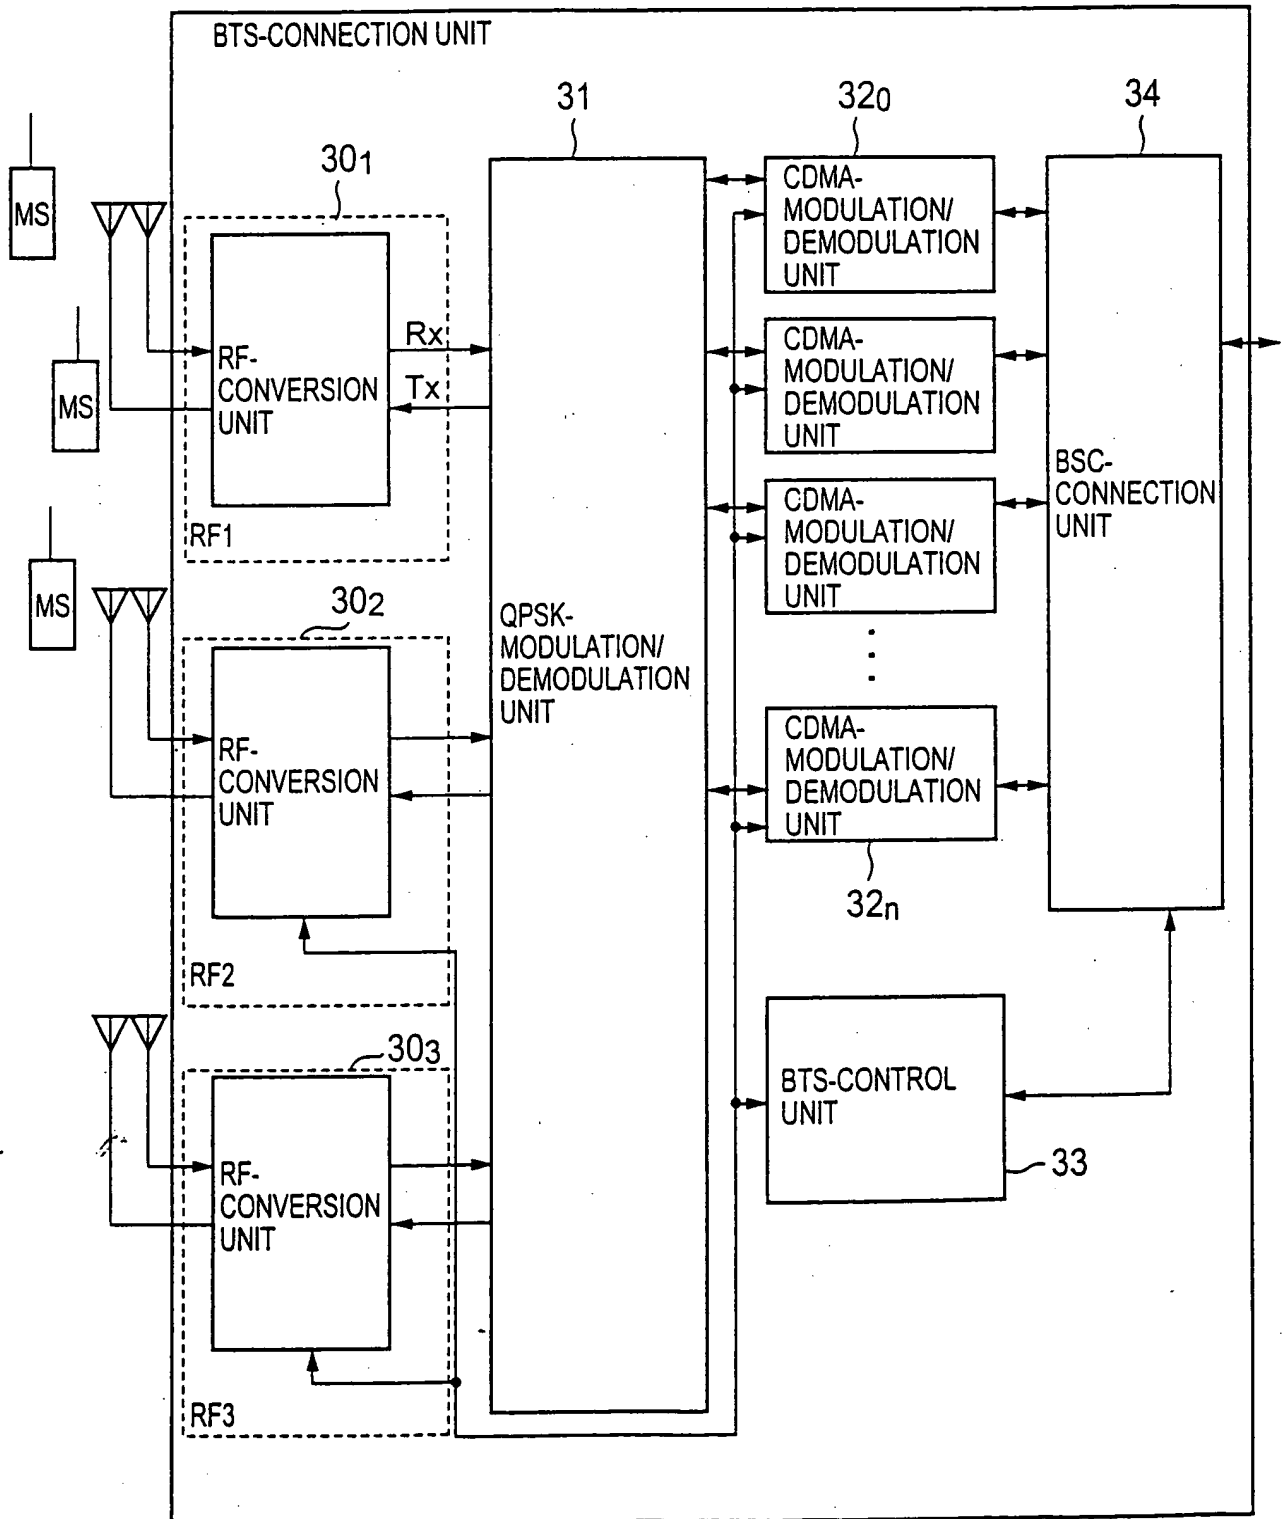 BTS-CONNECTION UNIT
31
320
34
301
MS
CDMA-
MODULATION/
DEMODULATION
UNIT
RF-
CONVERSION
UNIT
Rx
Tx
MS
CDMA-
MODULATION/
DEMODULATION
UNIT
BSC-
CONNECTION
UNIT
RF1
CDMA-
MODULATION/
DEMODULATION
UNIT
MS
302
QPSK-
MODULATION/
DEMODULATION
UNIT
RF-
CONVERSION
UNIT
CDMA-
MODULATION/
DEMODULATION
UNIT
32n
RF2
303
BTS-CONTROL
UNIT
33
RF-
CONVERSION
UNIT
RF3